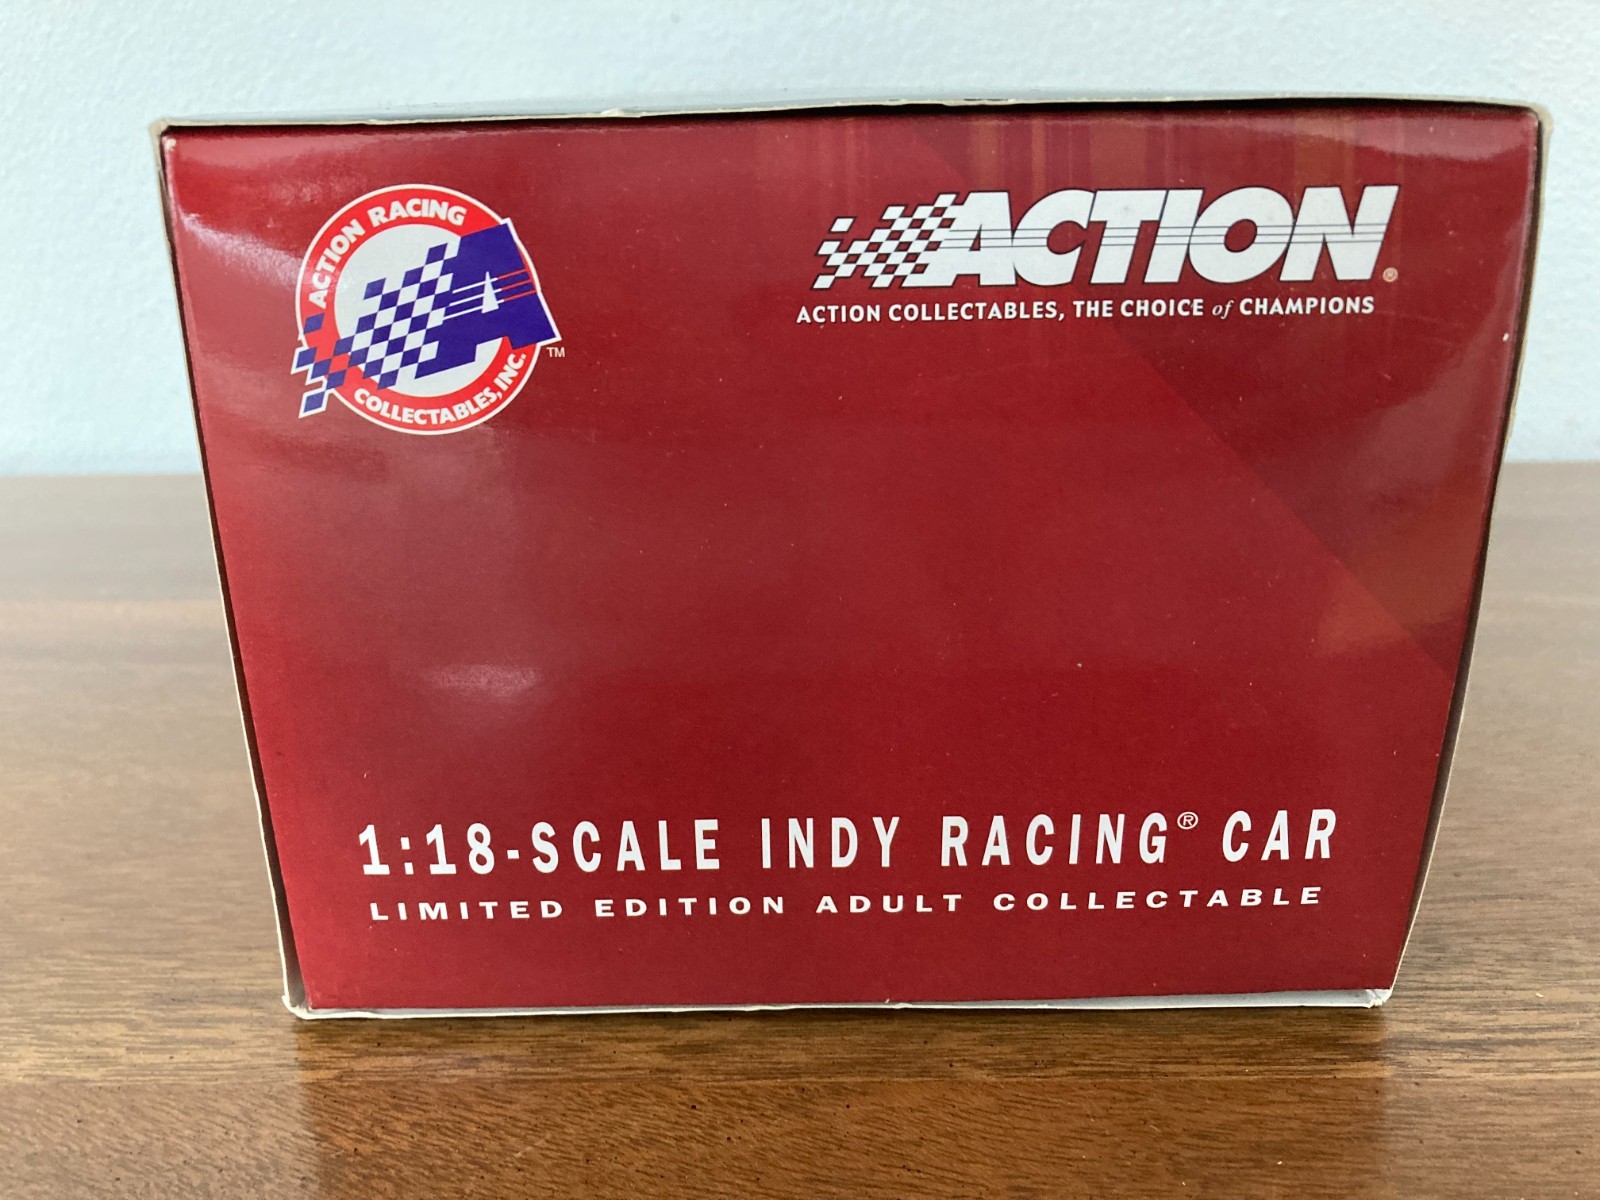 ACTION RACING
A
COLLECTABLES, INC.
™
ACTION®
ACTION COLLECTABLES, THE CHOICE of CHAMPIONS
1:18-SCALE INDY RACING® CAR
LIMITED EDITION ADULT COLLECTABLE